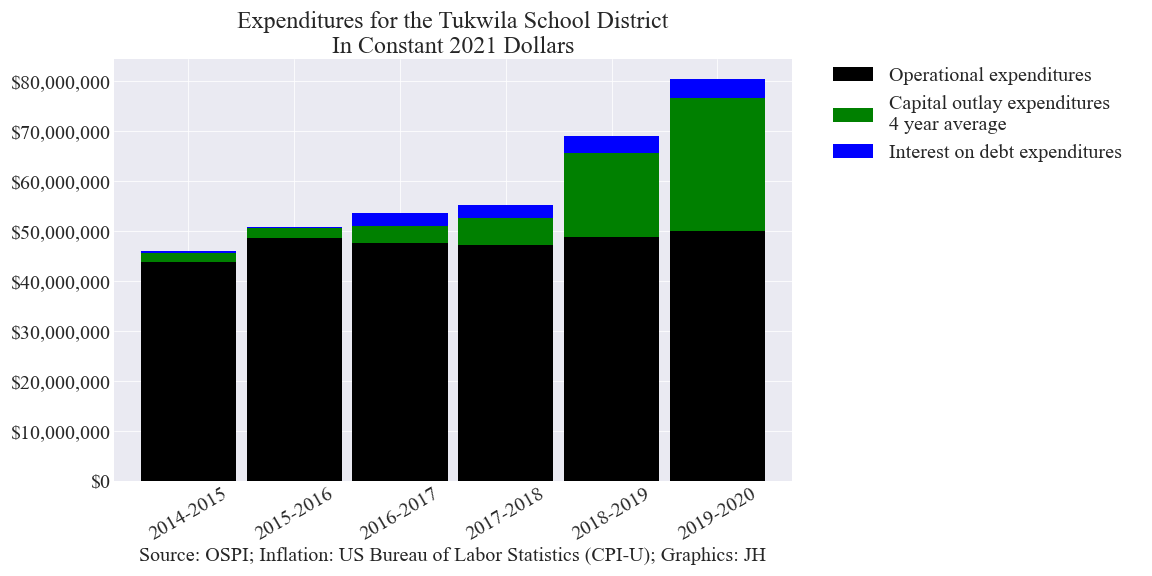 Expenditures for the Tukwila School District
In Constant 2021 Dollars
$80,000,000
$70,000,000
$60,000,000
$50,000,000
$40,000,000
$30,000,000
$20,000,000
$10,000,000
$0
2014-2015
2015-2016
2016-2017
2017-2018
2018-2019
2019-2020
Source: OSPI; Inflation: US Bureau of Labor Statistics (CPI-U); Graphics: JH
Operational expenditures
Capital outlay expenditures
4 year average
Interest on debt expenditures